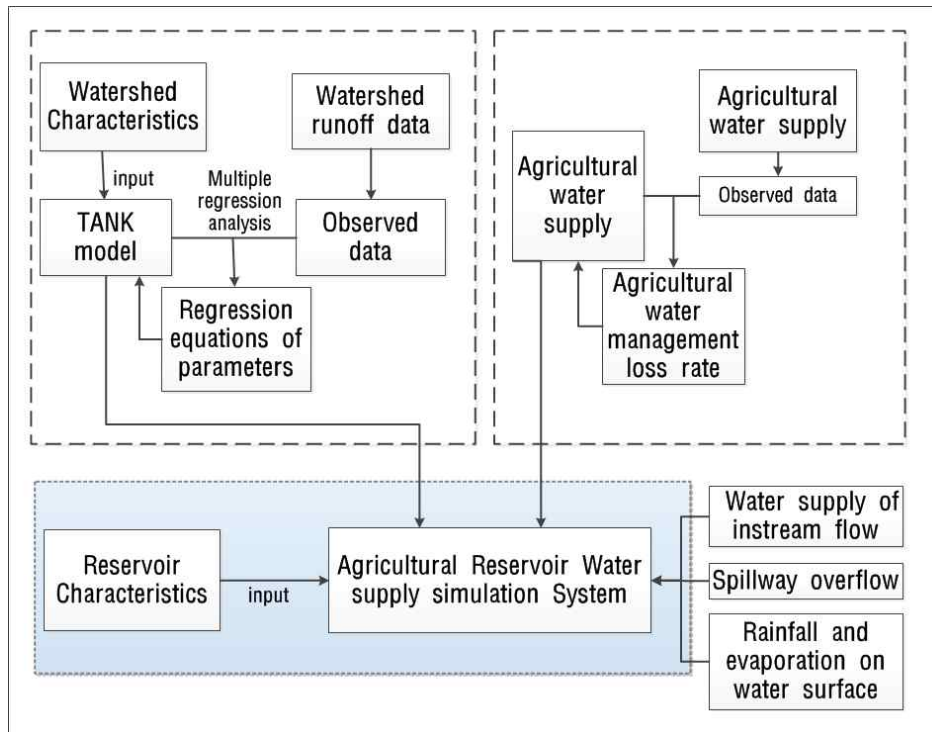 Watershed
Characteristics
Watershed
runoff data
input
Multiple
regression
analysis
TANK
model
Observed
data
Regression
equations of
parameters
Agricultural
water supply
Agricultural
water
supply
Observed data
Agricultural
water
management
loss rate
Reservoir
Characteristics
input
Agricultural Reservoir Water
supply simulation System
Water supply of
instream flow
Spillway overflow
Rainfall and
evaporation on
water surface